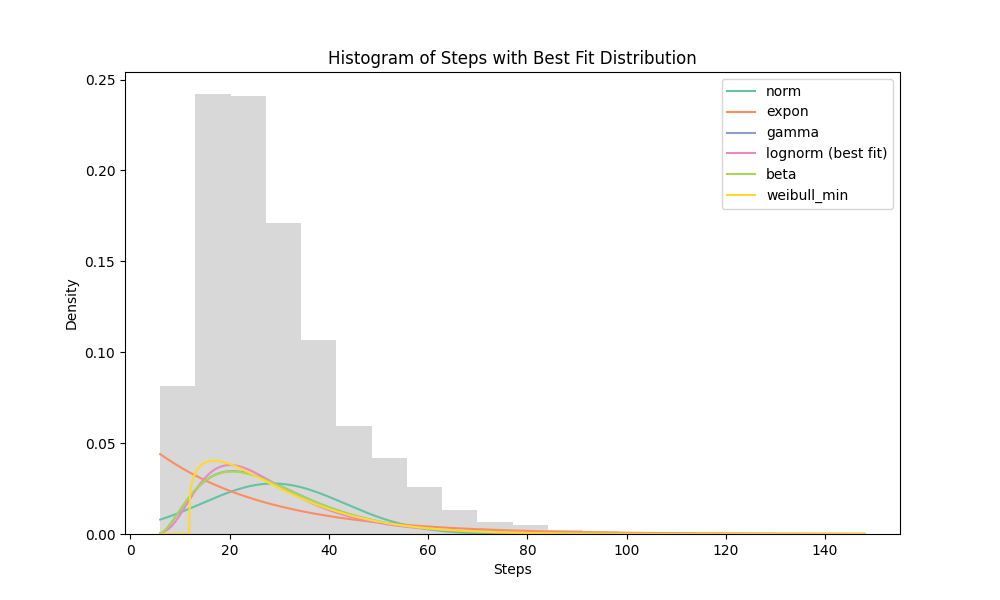 Histogram of Steps with Best Fit Distribution
norm
expon
gamma
lognorm (best fit)
beta
weibull_min
Density
0.25
0.20
0.15
0.10
0.05
0.00
0 20 40 60 80 100 120 140
Steps